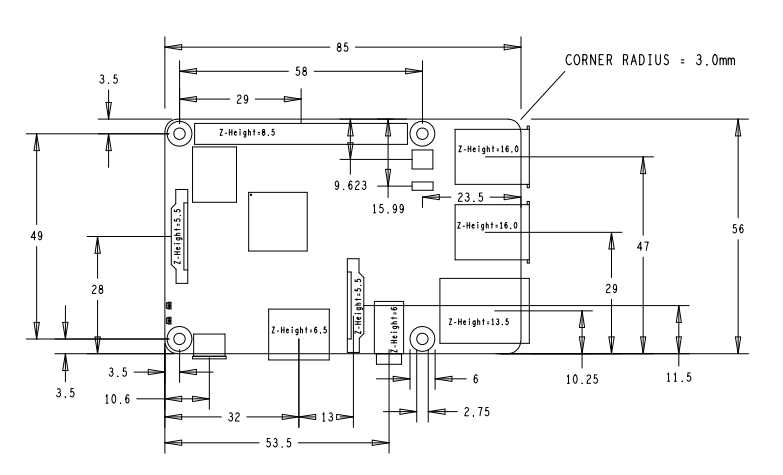 85
CORNER RADIUS = 3.0mm
3.5
58
29
Z-Height=8.5
Z-Height=16.0
9.623
23.5
15.99
Z-Height=5.5
Z-Height=16.0
49
56
47
28
29
Z-Height=5.5
Z-Height=6
Z-Height=6.5
Z-Height=13.5
3.5
3.5
6
10.25
11.5
10.6
32
13
2.75
53.5